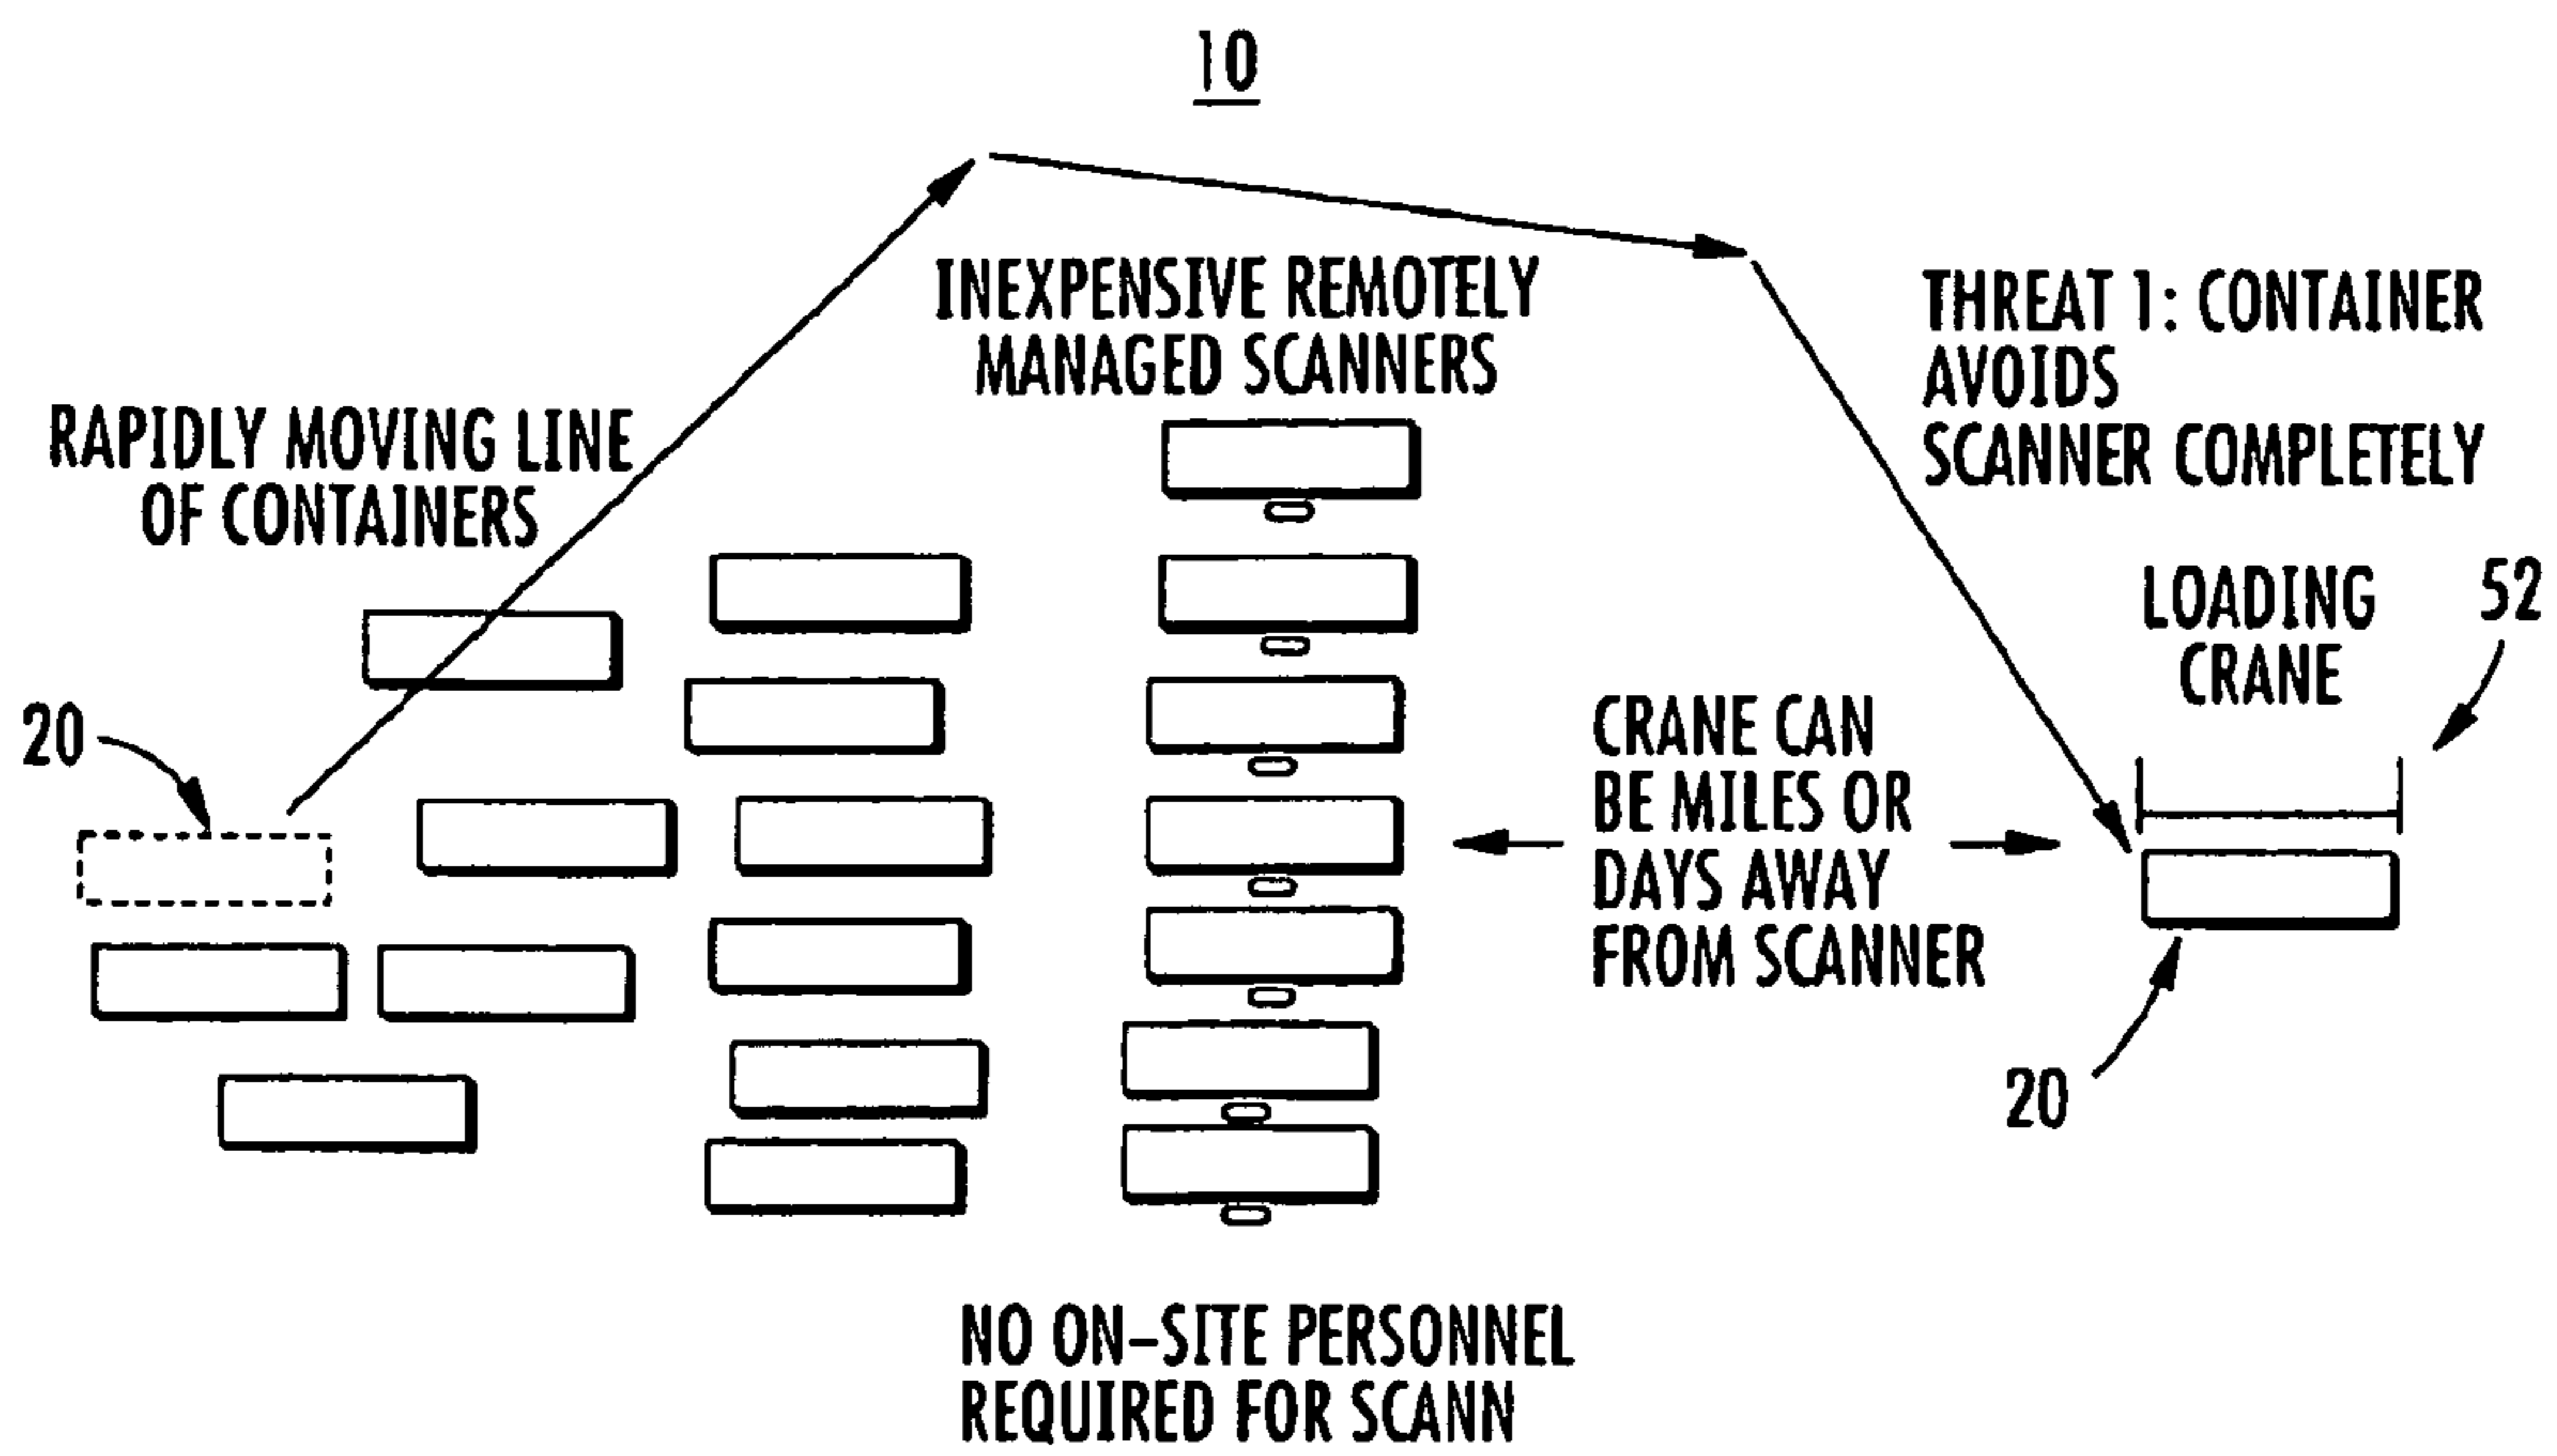 10
INEXPENSIVE REMOTELY
MANAGED SCANNERS
THREAT 1: CONTAINER
AVOIDS
SCANNER COMPLETELY
RAPIDLY MOVING LINE
OF CONTAINERS
LOADING
CRANE
52
20
CRANE CAN
BE MILES OR
DAYS AWAY
FROM SCANNER
20
NO ON-SITE PERSONNEL
REQUIRED FOR SCANN